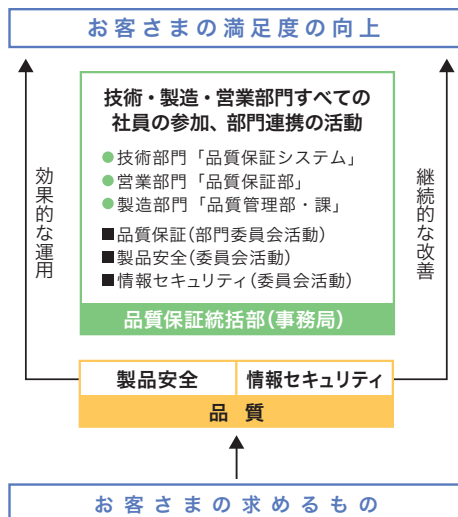 お客さまの満足度の向上
技術・製造・営業部門すべての
社員の参加、部門連携の活動
●技術部門「品質保証システム」
●営業部門「品質保証部」
●製造部門「品質管理部・課」
■品質保証(部門委員会活動)
■製品安全(委員会活動)
■情報セキュリティ(委員会活動)
品質保証統括部(事務局)
効果的な運用
継続的な改善
製品安全
情報セキュリティ
品質
お客さまの求めるもの